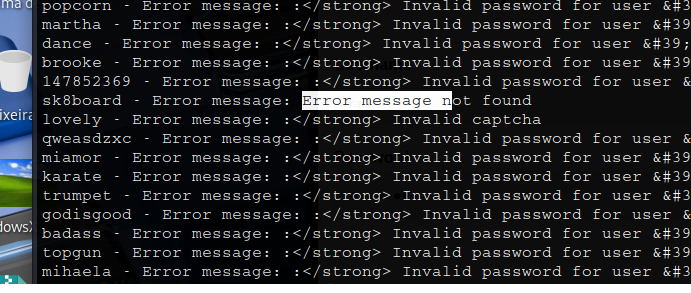 ma d
popcorn - Error message: :</strong> Invalid password for user &#3
martha - Error message: :</strong> Invalid password for user &#39
dance - Error message: :</strong> Invalid password for user &#39;
brooke - Error message: :</strong> Invalid password for user &#39
147852369 - Error message: :</strong> Invalid password for user &
sk8board - Error message: Error message not found
lovely - Error message: :</strong> Invalid captcha
ixeira
qweasdzxc - Error message: :</strong> Invalid password for user &
miamor - Error message: :</strong> Invalid password for user &#39
karate - Error message: :</strong> Invalid password for user &#39
trumpet - Error message: :</strong> Invalid password for user &#3
godisgood - Error message: :</strong> Invalid password for user &
dowsX
badass - Error message: :</strong> Invalid password for user &#39
topgun - Error message: :</strong> Invalid password for user &#39
mihaela - Error message: :</strong> Invalid password for user &#3